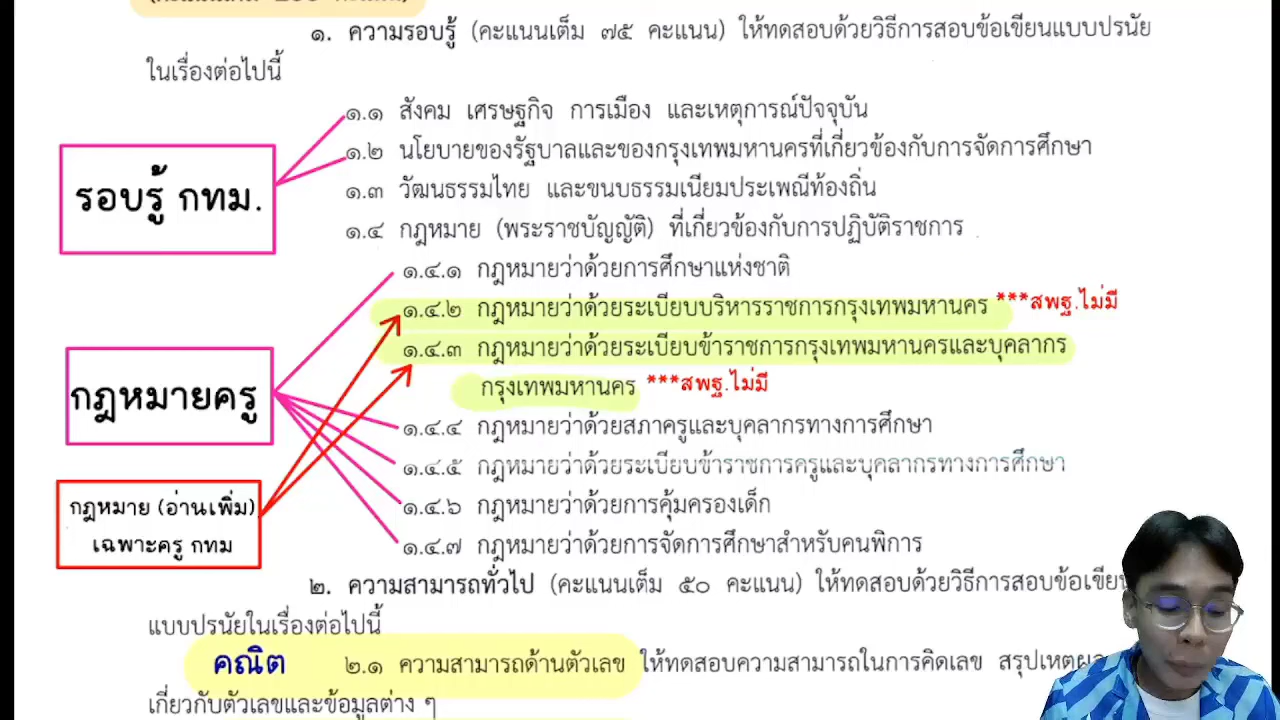 ๑. ความรอบรู้ (คะแนนเต็ม ๗๕ คะแนน) ให้ทดสอบด้วยวิธีการสอบข้อเขียนแบบปรนัย
ในเรื่องต่อไปนี้
๑.๑ สังคม เศรษฐกิจ การเมือง และเหตุการณ์ปัจจุบัน
๑.๒ นโยบายของรัฐบาลและของกรุงเทพมหานครที่เกี่ยวข้องกับการจัดการศึกษา
รอบรู้ กทม.
๑.๓ วัฒนธรรมไทย และขนบธรรมเนียมประเพณีท้องถิ่น
๑.๔ กฎหมาย (พระราชบัญญัติ) ที่เกี่ยวข้องกับการปฏิบัติราชการ
๑.๔.๑ กฎหมายว่าด้วยการศึกษาแห่งชาติ
๑.๔.๒ กฎหมายว่าด้วยระเบียบบริหารราชการกรุงเทพมหานคร ***สพฐ.ไม่มี
๑.๔.๓ กฎหมายว่าด้วยระเบียบข้าราชการกรุงเทพมหานครและบุคลากร
กรุงเทพมหานคร ***สพฐ.ไม่มี
กฎหมายครู
๑.๔.๔ กฎหมายว่าด้วยสภาครูและบุคลากรทางการศึกษา
๑.๔.๕ กฎหมายว่าด้วยระเบียบข้าราชการครูและบุคลากรทางการศึกษา
๑.๔.๖ กฎหมายว่าด้วยการคุ้มครองเด็ก
กฎหมาย (อ่านเพิ่ม)
เฉพาะครู กทม
๑.๔.๗ กฎหมายว่าด้วยการจัดการศึกษาสำหรับคนพิการ
๒. ความสามารถทั่วไป (คะแนนเต็ม ๕๐ คะแนน) ให้ทดสอบด้วยวิธีการสอบข้อเขียน
แบบปรนัยในเรื่องต่อไปนี้
คณิต ๒.๑ ความสามารถด้านตัวเลข ให้ทดสอบความสามารถในการคิดเลข สรุปเหตุผล
เกี่ยวกับตัวเลขและข้อมูลต่าง ๆ